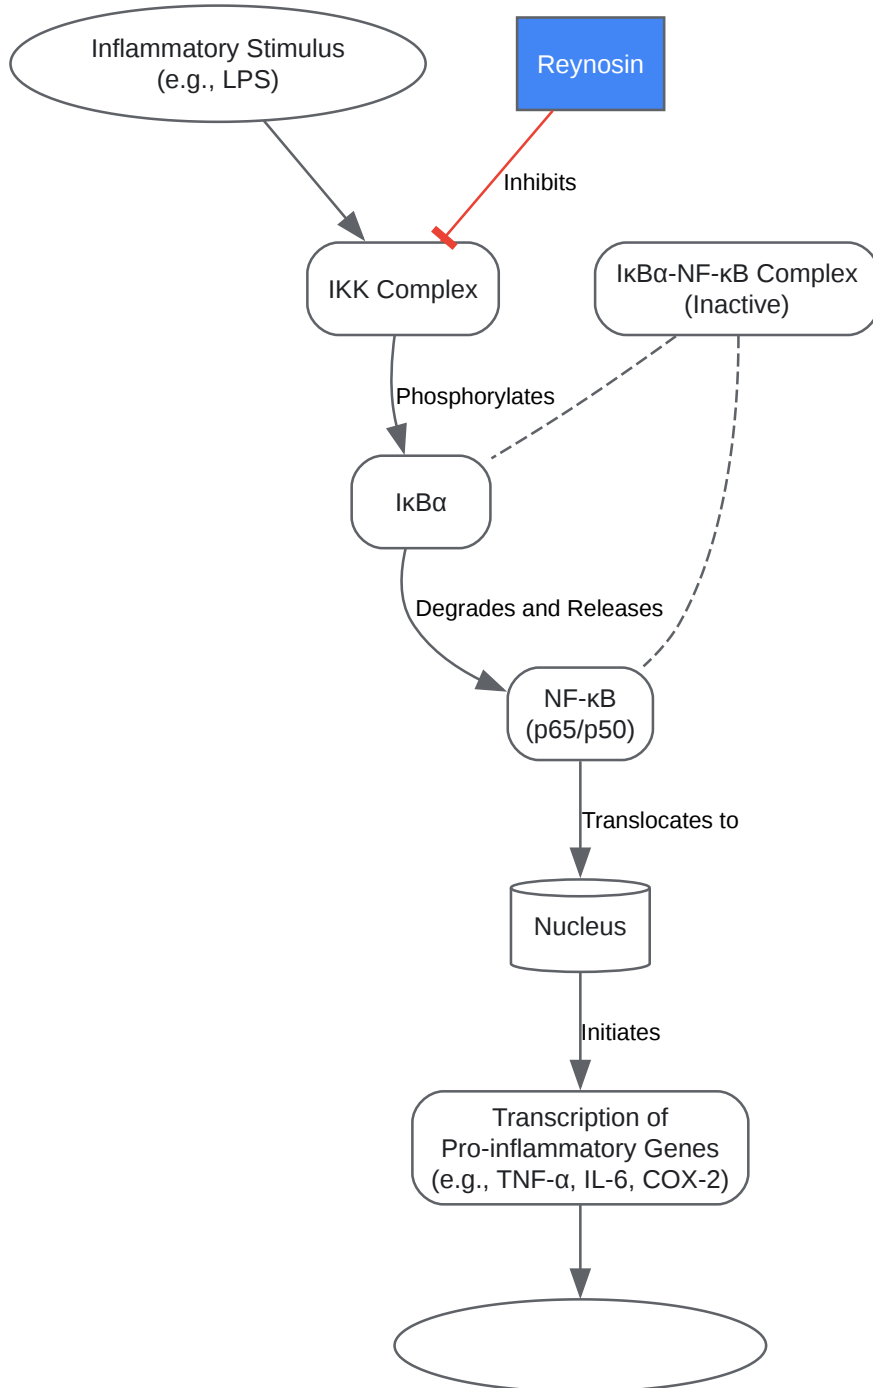 Inflammatory Stimulus
(e.g., LPS)
Reynosin
Inhibits
IKK Complex
IκBα-NF-κB Complex
(Inactive)
Phosphorylates
IκBα
Degrades and Releases
NF-κB
(p65/p50)
Translocates to
Nucleus
Initiates
Transcription of
Pro-inflammatory Genes
(e.g., TNF-α, IL-6, COX-2)